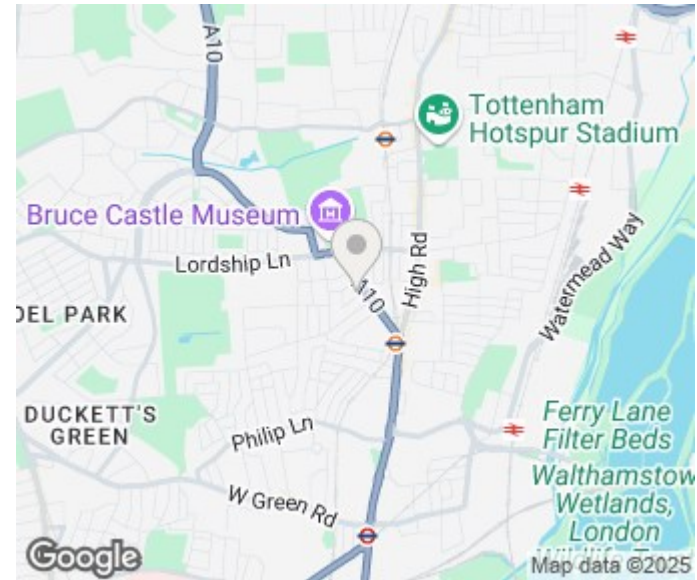 A10
Tottenham
Hotspur Stadium
Bruce Castle Museum
Lordship Ln
A10
High Rd
Watermead Way
DEL PARK
DUCKETT'S
GREEN
Philip Ln
Ferry Lane
Filter Beds
W Green Rd
Walthamstow
Wetlands,
London
Google
Map data ©2025